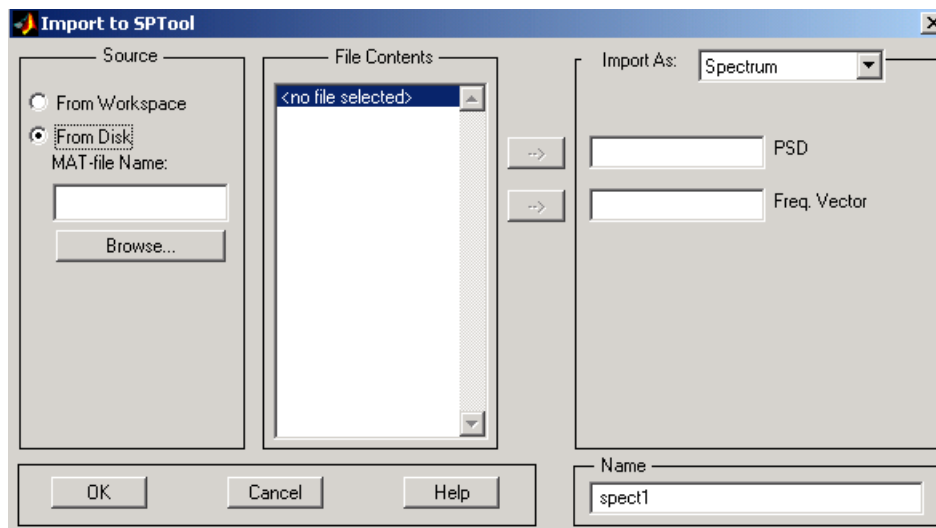 Import to SPTool
Source
From Workspace
From Disk
MAT-file Name:
Browse...
File Contents
<no file selected>
-->
-->
Import As:
Spectrum
PSD
Freq. Vector
OK
Cancel
Help
Name
spect1